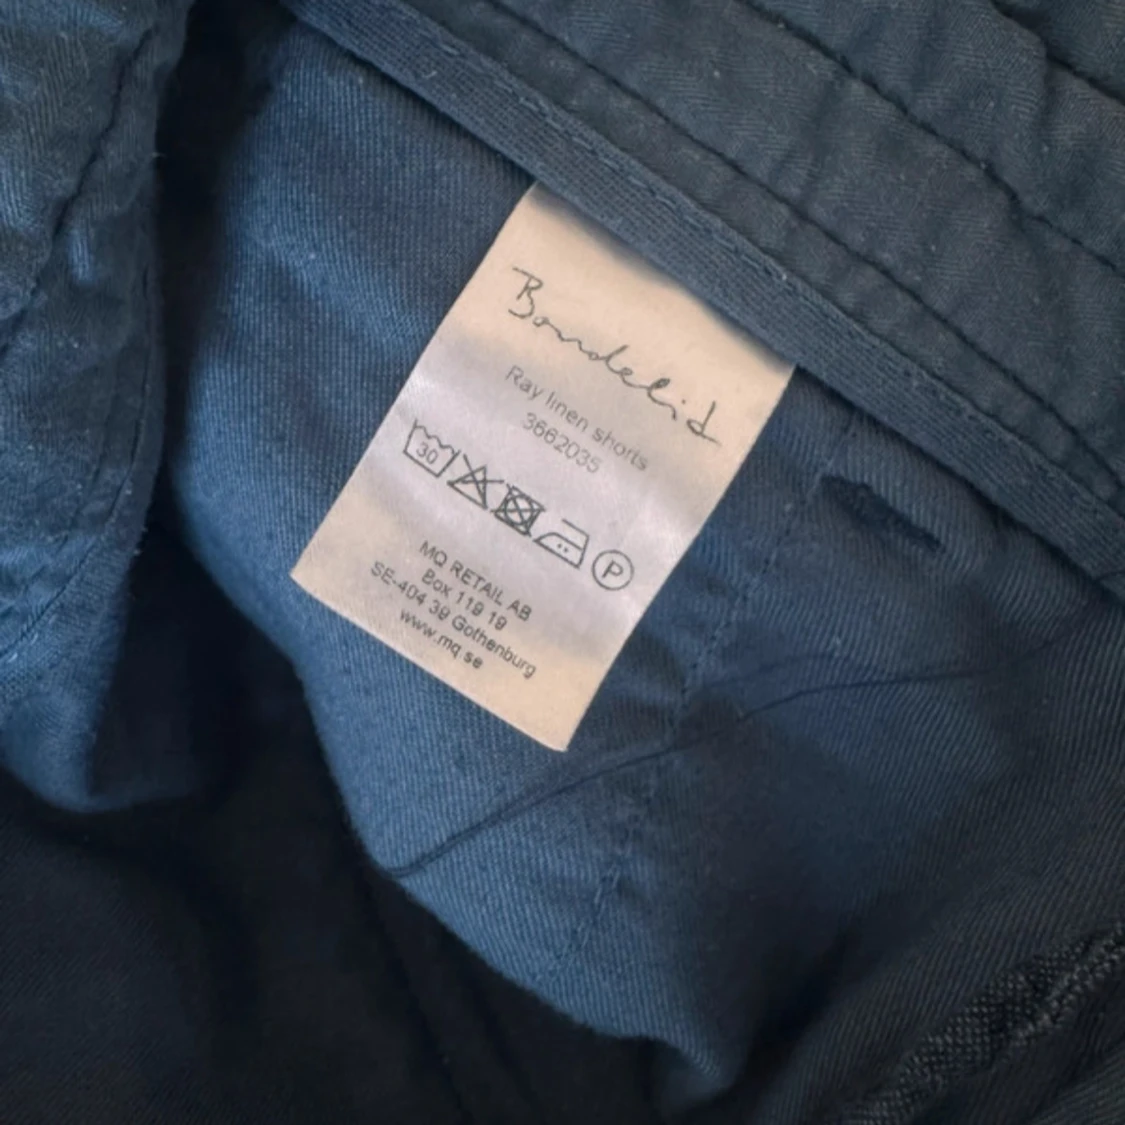 Bondelid
Ray linen shorts
3662035
30
P
MQ RETAIL AB
Box 119 19
SE-404 39 Gothenburg
www.mq.se